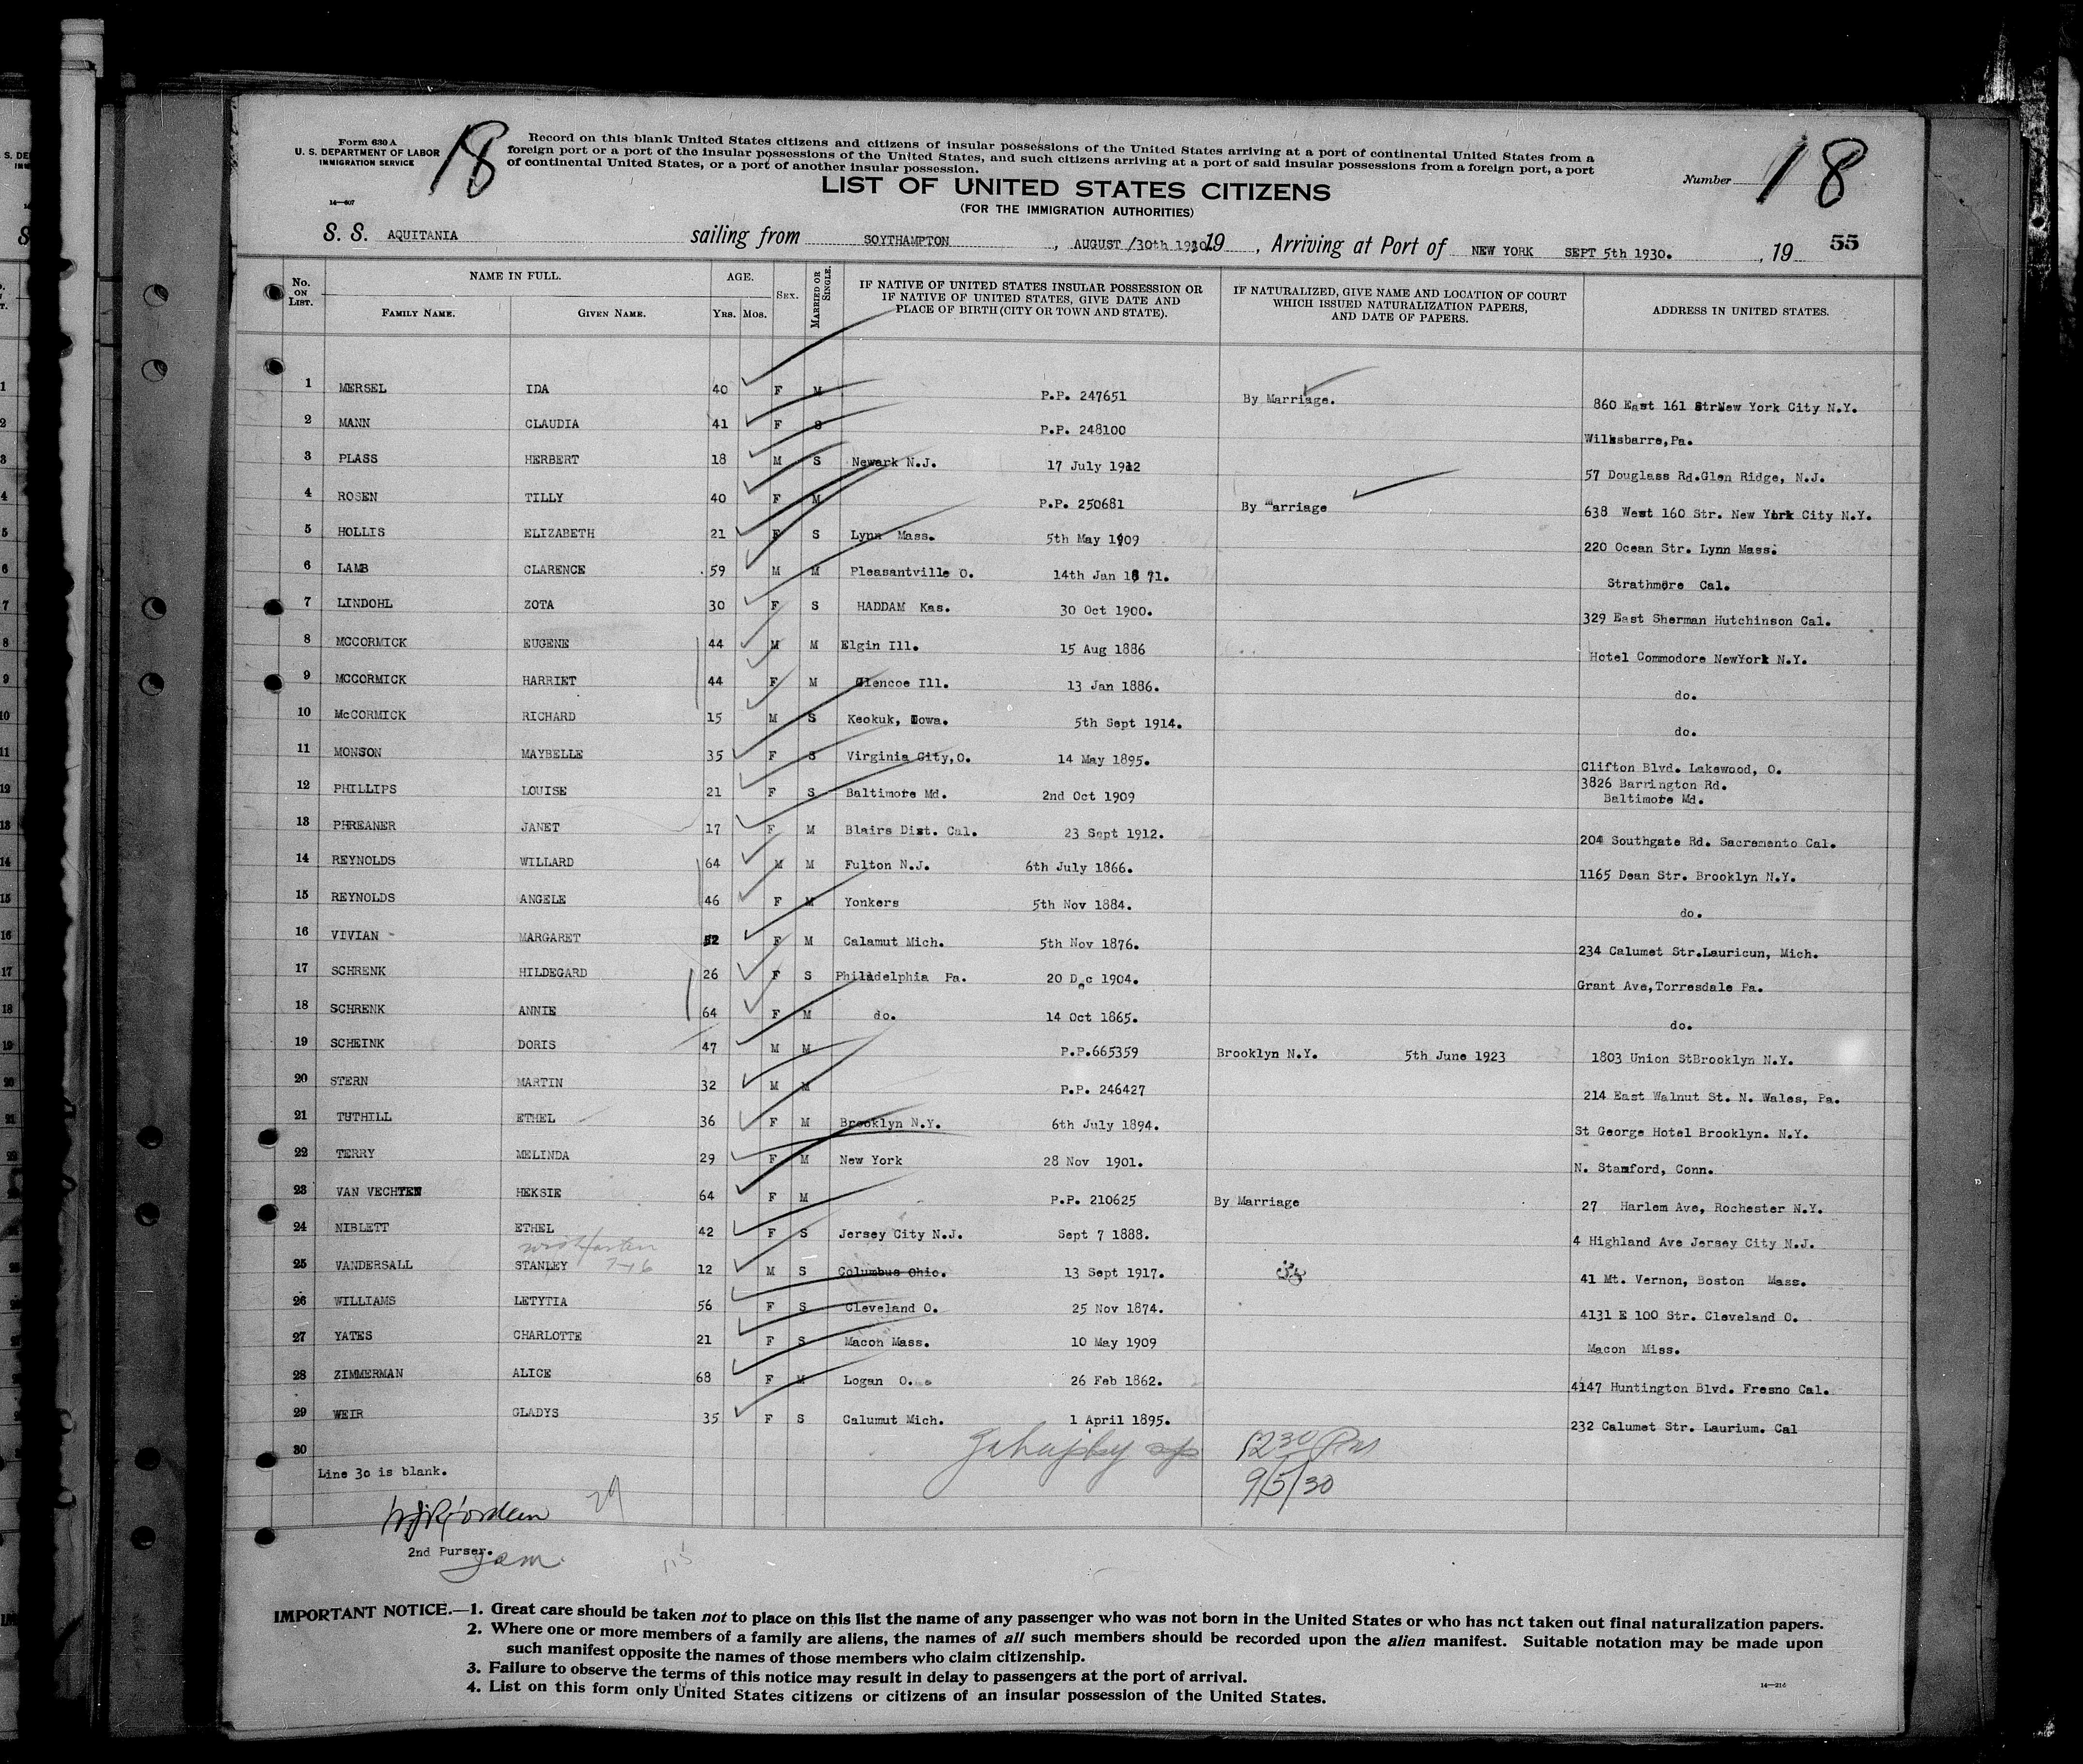 Form 630 A
U. S. DEPARTMENT OF LABOR
IMMIGRATION SERVICE
14—607
18
Record on this blank United States citizens and citizens of insular possessions of the United States arriving at a port of continental United States from a
foreign port or a port of the insular possessions of the United States, and such citizens arriving at a port of said insular possessions from a foreign port, a port
of continental United States, or a port of another insular possession.
Number 18
LIST OF UNITED STATES CITIZENS
(FOR THE IMMIGRATION AUTHORITIES)
S. S. AQUITANIA sailing from SOYTHAMPTON , AUGUST /30th 1930. 19 , Arriving at Port of NEW YORK SEPT 5th 1930. , 19 55
No. ON LIST. NAME IN FULL. FAMILY NAME. GIVEN NAME. AGE. YRS. MOS. SEX. MARRIED OR SINGLE. IF NATIVE OF UNITED STATES INSULAR POSSESSION OR IF NATIVE OF UNITED STATES, GIVE DATE AND PLACE OF BIRTH (CITY OR TOWN AND STATE). IF NATURALIZED, GIVE NAME AND LOCATION OF COURT WHICH ISSUED NATURALIZATION PAPERS, AND DATE OF PAPERS. ADDRESS IN UNITED STATES.
1 MERSEL IDA 40 F M P.P. 247651 By Marriage. 860 East 161 Str New York City N.Y.
2 MANN CLAUDIA 41 F S P.P. 248100 Wilksbarre,Pa.
3 PLASS HERBERT 18 M S Newark N.J. 17 July 1912 57 Douglass Rd.Glen Ridge, N.J.
4 ROSEN TILLY 40 F M P.P. 250681 By marriage 638 West 160 Str. New York City N.Y.
5 HOLLIS ELIZABETH 21 F S Lynn Mass. 5th May 1909 220 Ocean Str. Lynn Mass.
6 LAMB CLARENCE 59 M M Pleasantville O. 14th Jan 1871. Strathmore Cal.
7 LINDOHL ZOTA 30 F S HADDAM Kas. 30 Oct 1900. 329 East Sherman Hutchinson Cal.
8 MCCORMICK EUGENE 44 M M Elgin Ill. 15 Aug 1886 Hotel Commodore NewYork N.Y.
9 MCCORMICK HARRIET 44 F M Glencoe Ill. 13 Jan 1886. do.
10 McCORMICK RICHARD 15 M S Keokuk, Iowa. 5th Sept 1914. do.
11 MONSON MAYBELLE 35 F S Virginia City,O. 14 May 1895. Clifton Blvd. Lakewood, O.
12 PHILLIPS LOUISE 21 F S Baltimore Md. 2nd Oct 1909 3826 Barrington Rd.
Baltimore Md.
13 PHREANER JANET 17 F M Blairs Dist. Cal. 23 Sept 1912. 204 Southgate Rd. Sacremento Cal.
14 REYNOLDS WILLARD 64 M M Fulton N.J. 6th July 1866. 1165 Dean Str. Brooklyn N.Y.
15 REYNOLDS ANGELE 46 F M Yonkers 5th Nov 1884. do.
16 VIVIAN MARGARET 52 F M Calamut Mich. 5th Nov 1876. 234 Calumet Str.Lauricun, Mich.
17 SCHRENK HILDEGARD 26 F S Philadelphia Pa. 20 Dec 1904. Grant Ave,Torresdale Pa.
18 SCHRENK ANNIE 64 F M do. 14 Oct 1865. do.
19 SCHEINK DORIS 47 M M P.P.665359 Brooklyn N.Y. 5th June 1923 1803 Union StBrooklyn N.Y.
20 STERN MARTIN 32 M M P.P. 246427 214 East Walnut St. N. Wales, Pa.
21 TUTHILL ETHEL 36 F M Brooklyn N.Y. 6th July 1894. St George Hotel Brooklyn. N.Y.
22 TERRY MELINDA 29 F M New York 28 Nov 1901. N. Stamford, Conn.
23 VAN VECHTEN HEKSIE 64 F M P.P. 210625 By Marriage 27 Harlem Ave, Rochester N.Y.
24 NIBLETT ETHEL 42 F S Jersey City N.J. Sept 7 1888. 4 Highland Ave Jersey City N.J.
25 VANDERSALL STANLEY 12 M S Columbus Ohio. 13 Sept 1917. 41 Mt. Vernon, Boston Mass.
26 WILLIAMS LETYTIA 56 F S Cleveland O. 25 Nov 1874. 4131 E 100 Str. Cleveland O.
27 YATES CHARLOTTE 21 F S Macon Mass. 10 May 1909 Macon Miss.
28 ZIMMERMAN ALICE 68 F M Logan O. 26 Feb 1862. 4147 Huntington Blvd. Fresno Cal.
29 WEIR GLADYS 35 F S Calumut Mich. 1 April 1895. 232 Calumet Str. Laurium. Cal
30
12 30 Pm
Line 30 is blank.
9/5/30
29
2nd Purser.
IMPORTANT NOTICE.—1. Great care should be taken not to place on this list the name of any passenger who was not born in the United States or who has not taken out final naturalization papers.
2. Where one or more members of a family are aliens, the names of all such members should be recorded upon the alien manifest. Suitable notation may be made upon
such manifest opposite the names of those members who claim citizenship.
3. Failure to observe the terms of this notice may result in delay to passengers at the port of arrival.
4. List on this form only United States citizens or citizens of an insular possession of the United States.